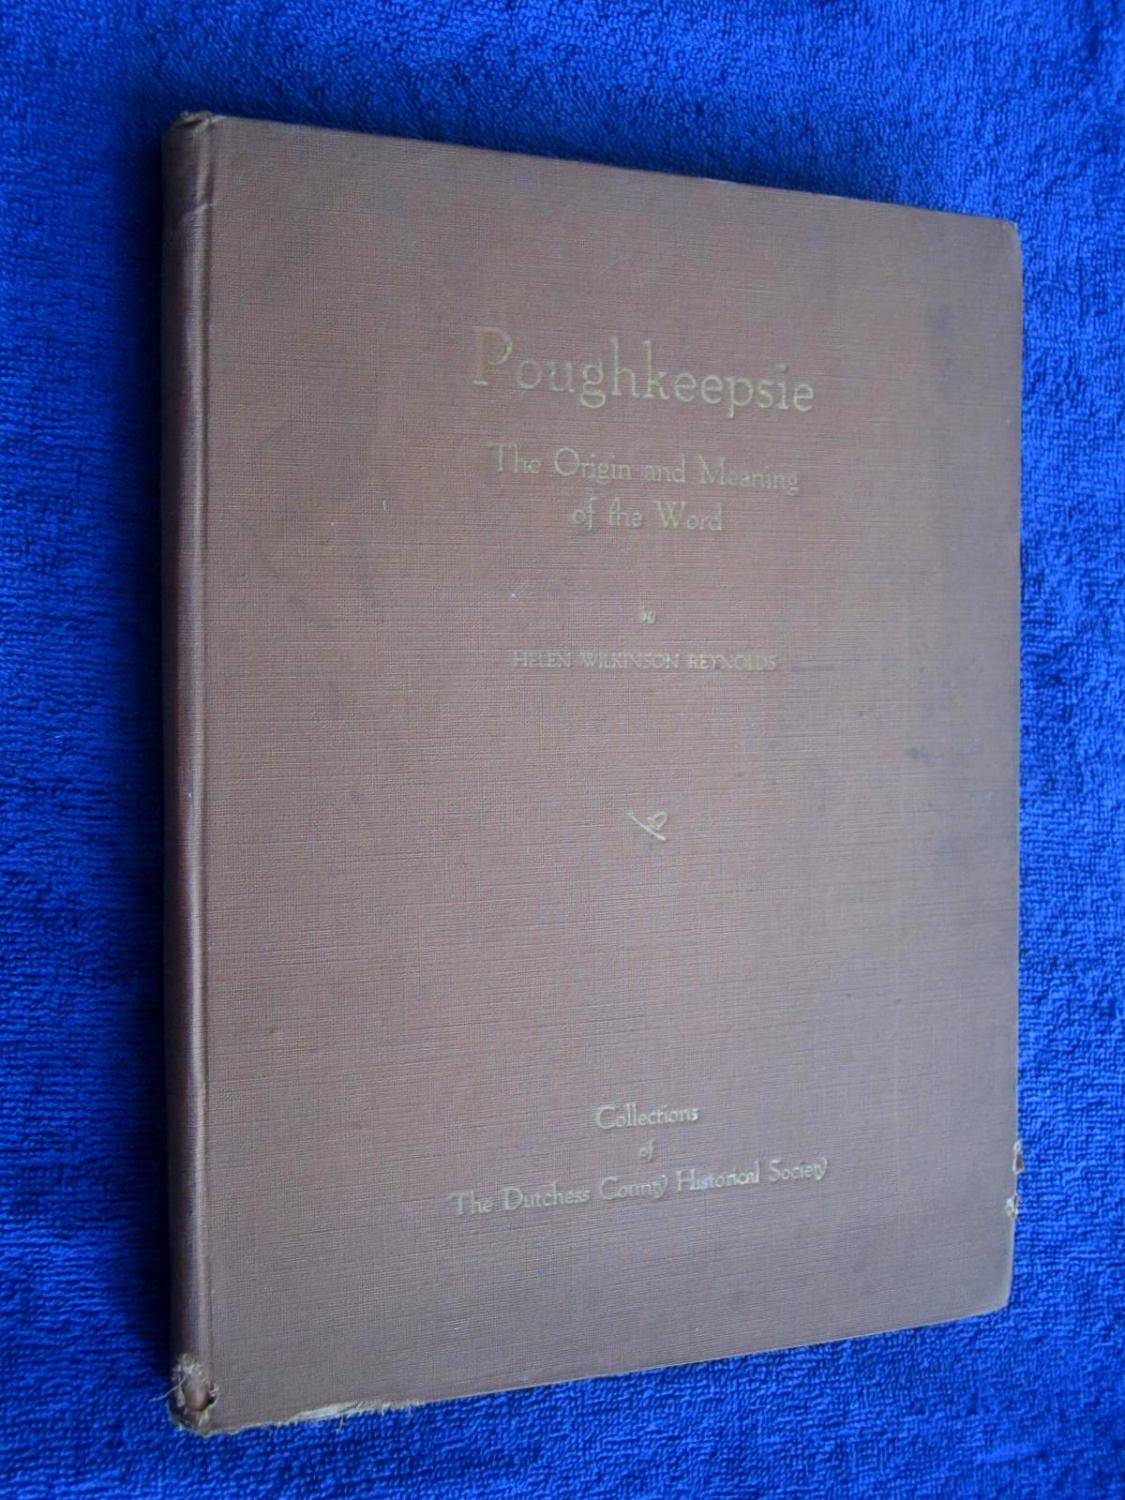 Poughkeepsie
The Origin and Meaning
of the Word
by
HELEN WILKINSON REYNOLDS
Collections
of
The Dutchess County Historical Society